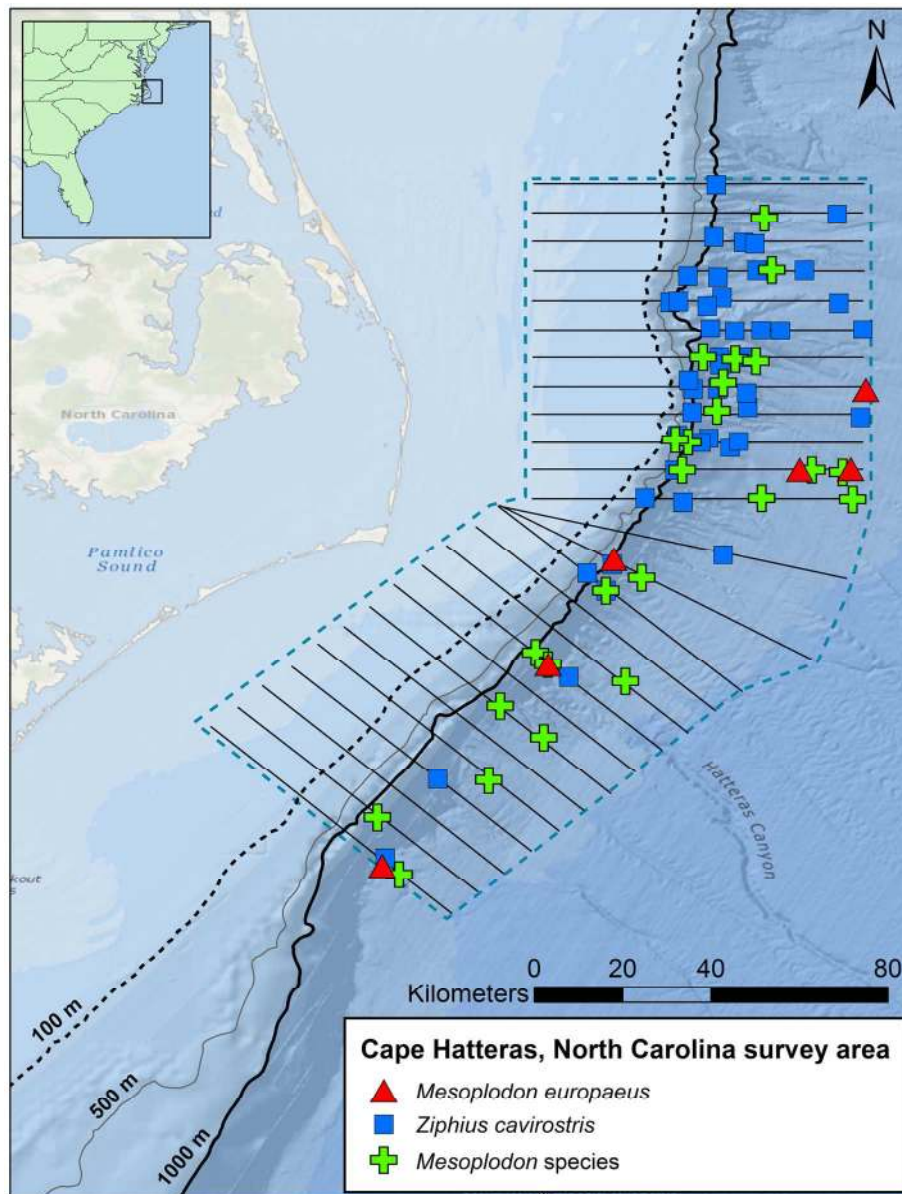 N
North Carolina
Pamlico
Sound
Hatteras Canyon
100 m
500 m
1000 m
0 20 40 80
Kilometers
Cape Hatteras, North Carolina survey area
Mesoplodon europaeus
Ziphius cavirostris
Mesoplodon species